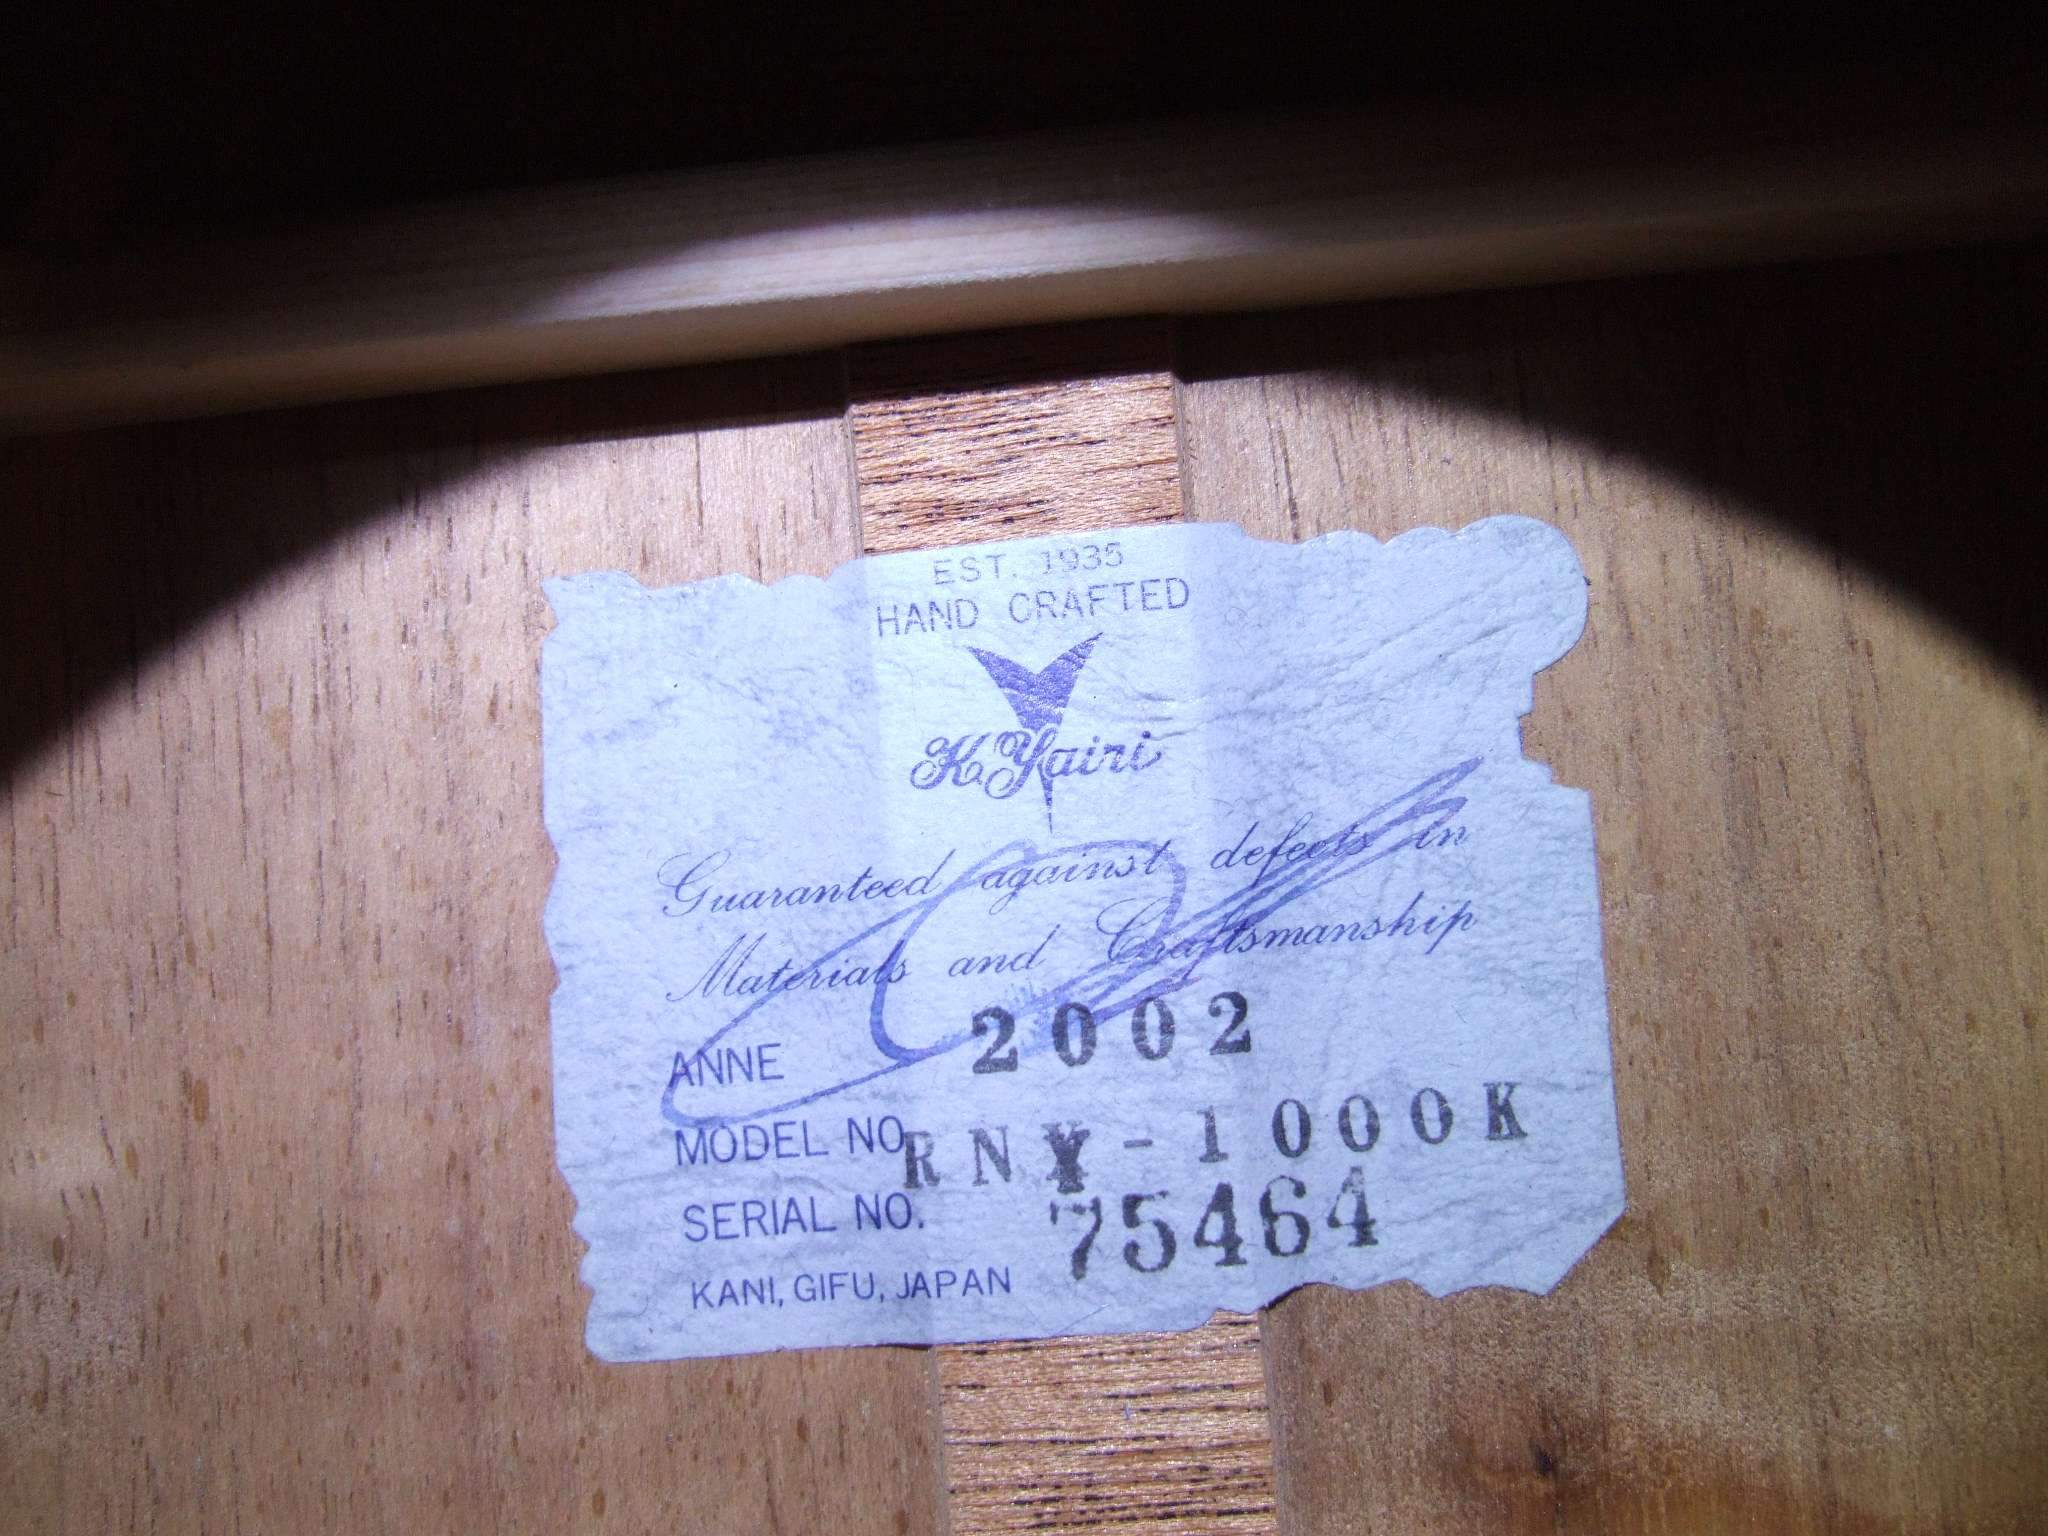 EST. 1935
HAND CRAFTED
K.Yairi
Guaranteed against defects in
Materials and Craftsmanship
ANNE 2002
MODEL NO. RNY-1000K
SERIAL NO. 75464
KANI, GIFU, JAPAN